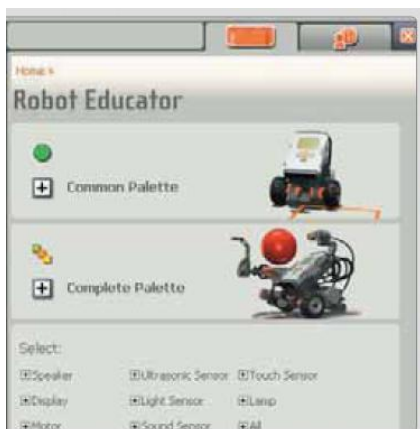 Home >
Robot Educator
Common Palette
Complete Palette
Select:
Speaker Ultrasonic Sensor Touch Sensor
Display Light Sensor Lamp
Motor Sound Sensor All